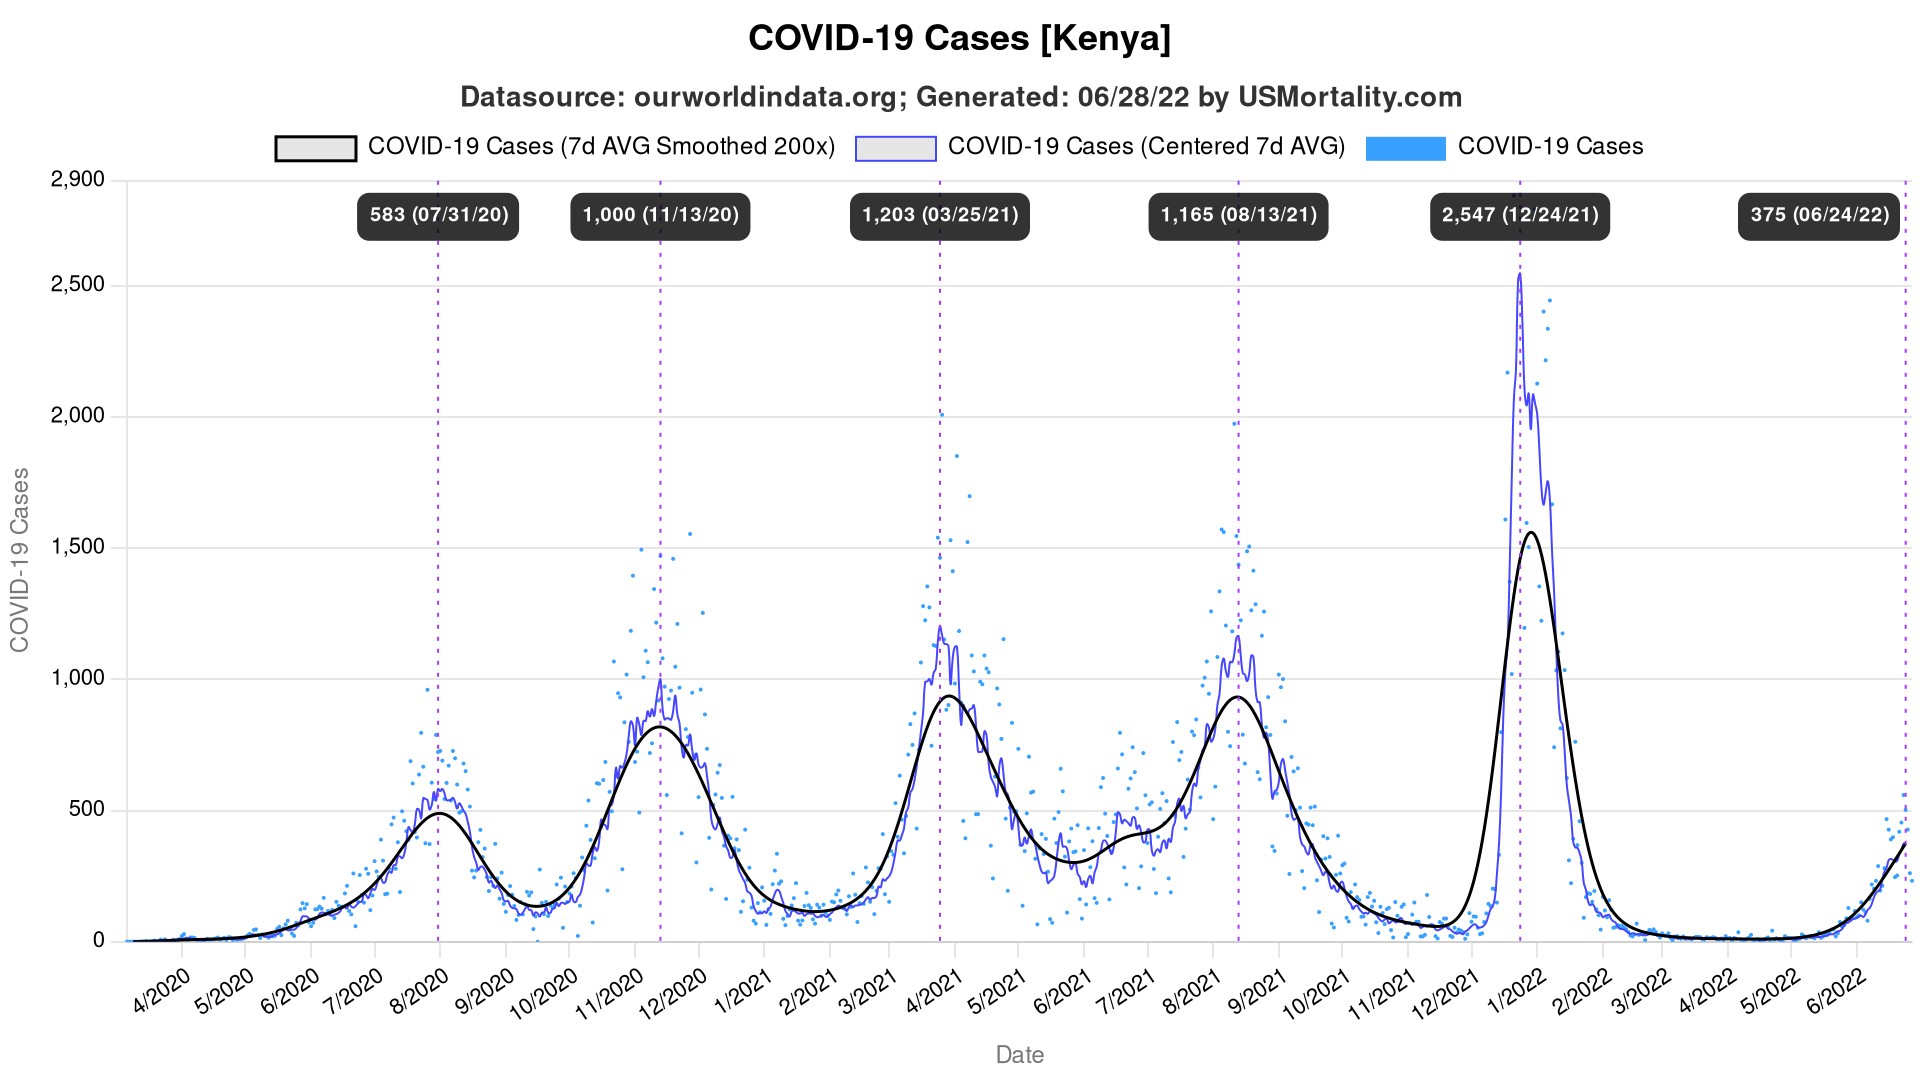 COVID-19 Cases [Kenya]
Datasource: ourworldindata.org; Generated: 06/28/22 by USMortality.com
COVID-19 Cases (7d AVG Smoothed 200x) COVID-19 Cases (Centered 7d AVG) COVID-19 Cases
2,900
583 (07/31/20) 1,000 (11/13/20) 1,203 (03/25/21) 1,165 (08/13/21) 2,547 (12/24/21) 375 (06/24/22)
2,500
2,000
1,500
1,000
500
0
COVID-19 Cases
4/2020 5/2020 6/2020 7/2020 8/2020 9/2020 10/2020 11/2020 12/2020 1/2021 2/2021 3/2021 4/2021 5/2021 6/2021 7/2021 8/2021 9/2021 10/2021 11/2021 12/2021 1/2022 2/2022 3/2022 4/2022 5/2022 6/2022
Date